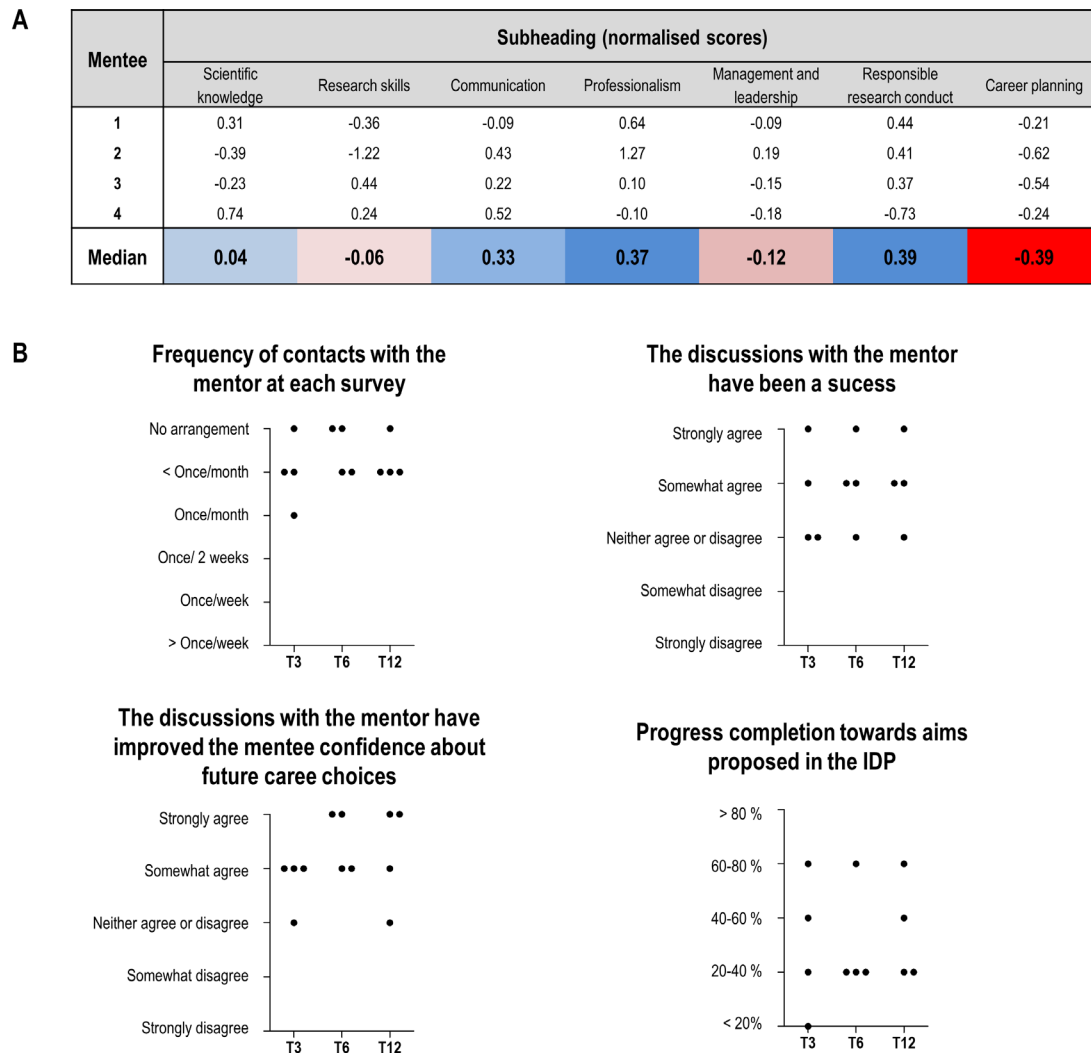 A
Mentee
Subheading (normalised scores)
Scientific knowledge
Research skills
Communication
Professionalism
Management and leadership
Responsible research conduct
Career planning
1 0.31 -0.36 -0.09 0.64 -0.09 0.44 -0.21
2 -0.39 -1.22 0.43 1.27 0.19 0.41 -0.62
3 -0.23 0.44 0.22 0.10 -0.15 0.37 -0.54
4 0.74 0.24 0.52 -0.10 -0.18 -0.73 -0.24
Median 0.04 -0.06 0.33 0.37 -0.12 0.39 -0.39
B
Frequency of contacts with the
mentor at each survey
No arrangement
< Once/month
Once/month
Once/ 2 weeks
Once/week
> Once/week
T3 T6 T12
The discussions with the mentor
have been a sucess
Strongly agree
Somewhat agree
Neither agree or disagree
Somewhat disagree
Strongly disagree
T3 T6 T12
The discussions with the mentor have
improved the mentee confidence about
future caree choices
Strongly agree
Somewhat agree
Neither agree or disagree
Somewhat disagree
Strongly disagree
T3 T6 T12
Progress completion towards aims
proposed in the IDP
> 80 %
60-80 %
40-60 %
20-40 %
< 20%
T3 T6 T12